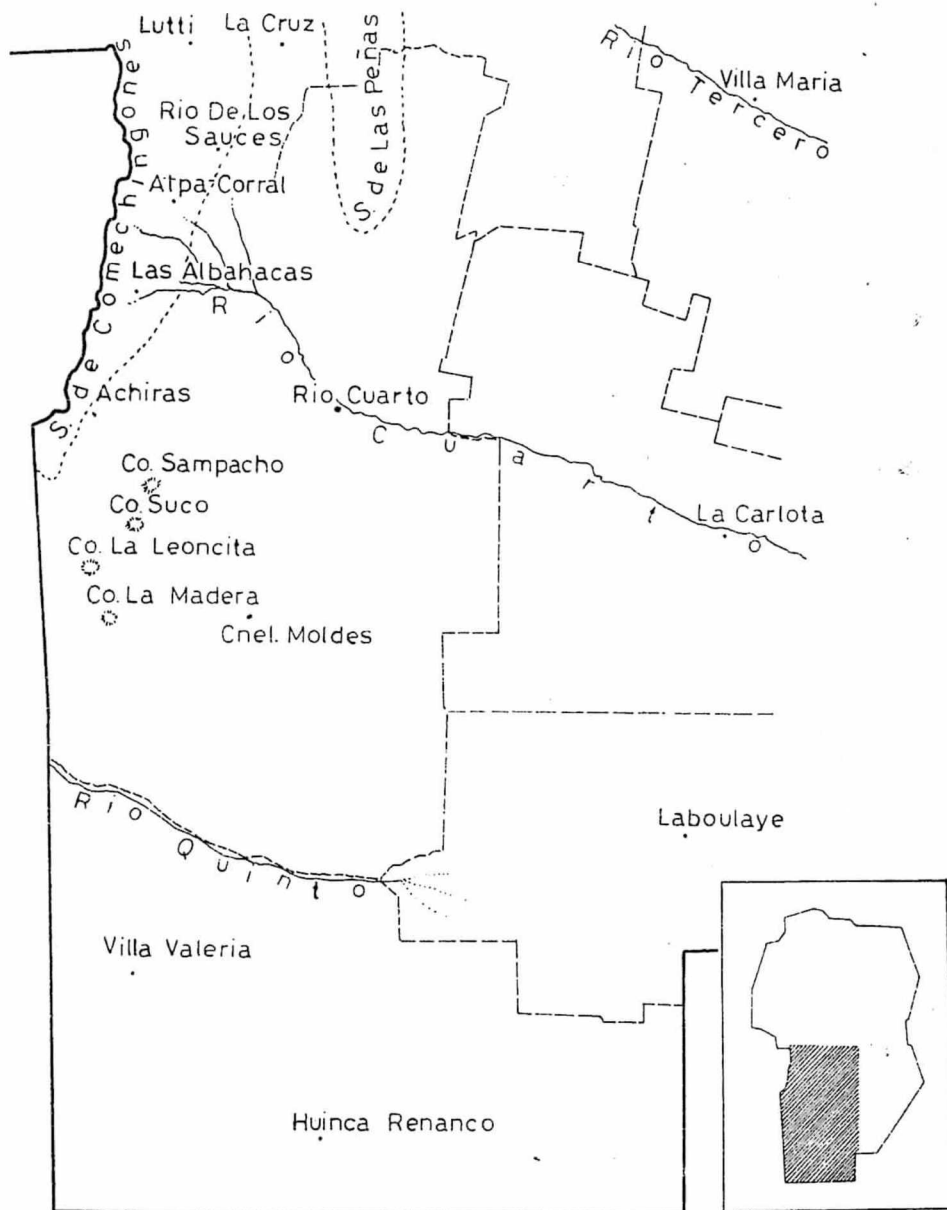 Lutti
La Cruz
S. de Las Peñas
Rio Tercero
Villa Maria
S. de Comechingones
Rio De Los
Sauces
Alpa-Corral
Las Albahacas
Rio Cuarto
Achiras
Rio Cuarto
Co. Sampacho
Co. Suco
Co. La Leoncita
Co. La Madera
Cnel. Moldes
La Carlota
Rio Quinto
Laboulaye
Villa Valeria
Huinca Renanco